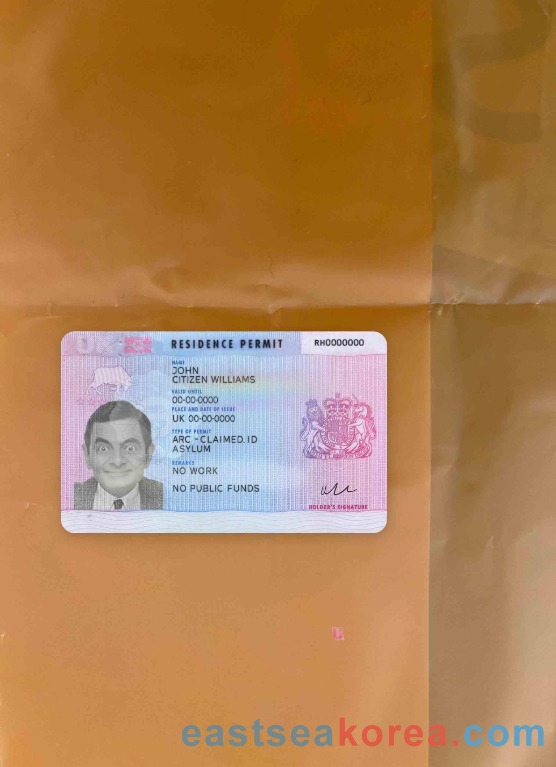 UK
RESIDENCE PERMIT
RH0000000
NAME
JOHN
CITIZEN WILLIAMS
VALID UNTIL
00-00-0000
PLACE AND DATE OF ISSUE
UK 00-00-0000
TYPE OF PERMIT
ARC - CLAIMED.ID
ASYLUM
REMARKS
NO WORK
NO PUBLIC FUNDS
HOLDER'S SIGNATURE
eastseakorea.com